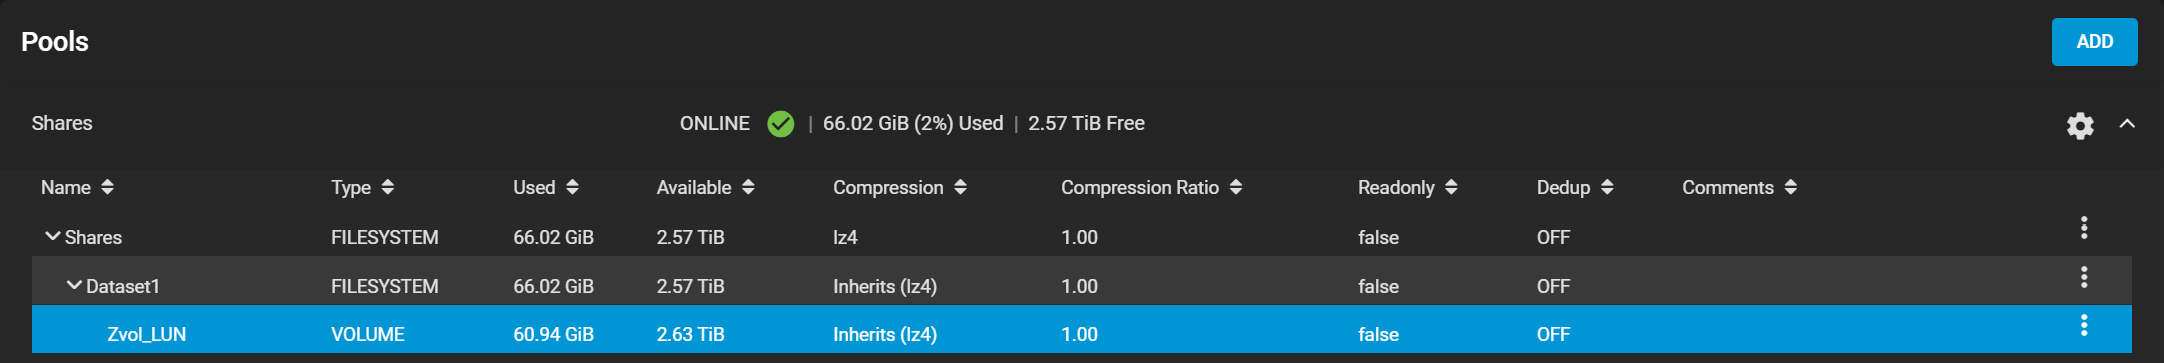 Pools
ADD
Shares ONLINE | 66.02 GiB (2%) Used | 2.57 TiB Free
Name Type Used Available Compression Compression Ratio Readonly Dedup Comments
Shares FILESYSTEM 66.02 GiB 2.57 TiB lz4 1.00 false OFF
Dataset1 FILESYSTEM 66.02 GiB 2.57 TiB Inherits (lz4) 1.00 false OFF
Zvol_LUN VOLUME 60.94 GiB 2.63 TiB Inherits (lz4) 1.00 false OFF